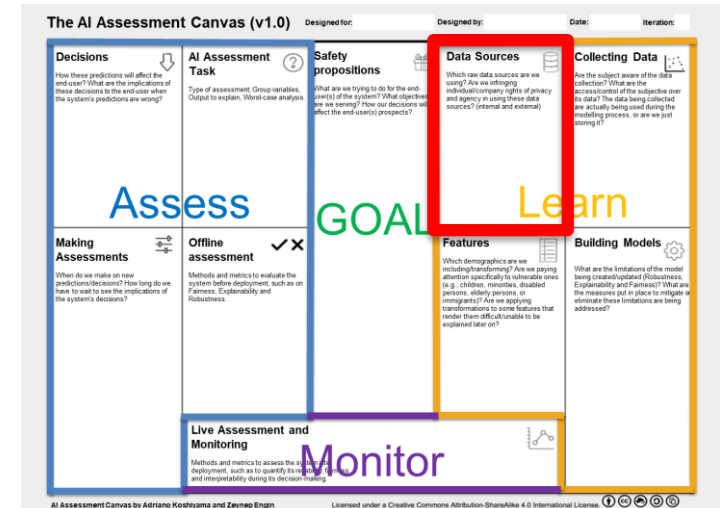 The AI Assessment Canvas (v1.0)
Designed for:
Designed by:
Date:
Iteration:
Decisions
How these predictions will affect the
end-user? What are the implications of
these decisions to the end-user when
the system's predictions are wrong?
AI Assessment
Task
Type of assessment, Group variables,
Output to explain, Worst-case analysis.
Safety
propositions
What are we trying to do for the end-
user(s) of the system? What objectives
are we serving? How our decisions will
affect the end-user(s) prospects?.
Data Sources
Which raw data sources are we
using? Are we infringing
individual/company rights of privacy
and agency in using these data
sources? (internal and external)
Collecting Data
Are the subject aware of the data
collection? What are the
access/control of the subjective over
its data? The data being collected
are actually being used during the
modelling process, or are we just
storing it?
Assess
GOAL
Learn
Making
Assessments
When do we make on new
predictions/decisions? How long do we
have to wait to see the implications of
the system's decisions?
Offline
assessment
Methods and metrics to evaluate the
system before deployment, such as on
Fairness, Explainability and
Robustness.
Features
Which demographics are we
including/transforming? Are we paying
attention specifically to vulnerable ones
(e.g., children, minorities, disabled
persons, elderly persons, or
immigrants)? Are we applying
transformations to some features that
render them difficult/unable to be
explained later on?
Building Models
What are the limitations of the model
being created/updated (Robustness,
Explainability and Fairness)? What are
the measures put in place to mitigate or
eliminate these limitations are being
addressed?
Live Assessment and
Monitoring
Methods and metrics to assess the
deployment, such as to quantify its
and interpretability during its decision-making.
Monitor
AI Assessment Canvas by Adriano Koshiyama and Zeynep Engin
Licensed under a Creative Commons Attribution-ShareAlike 4.0 International License.